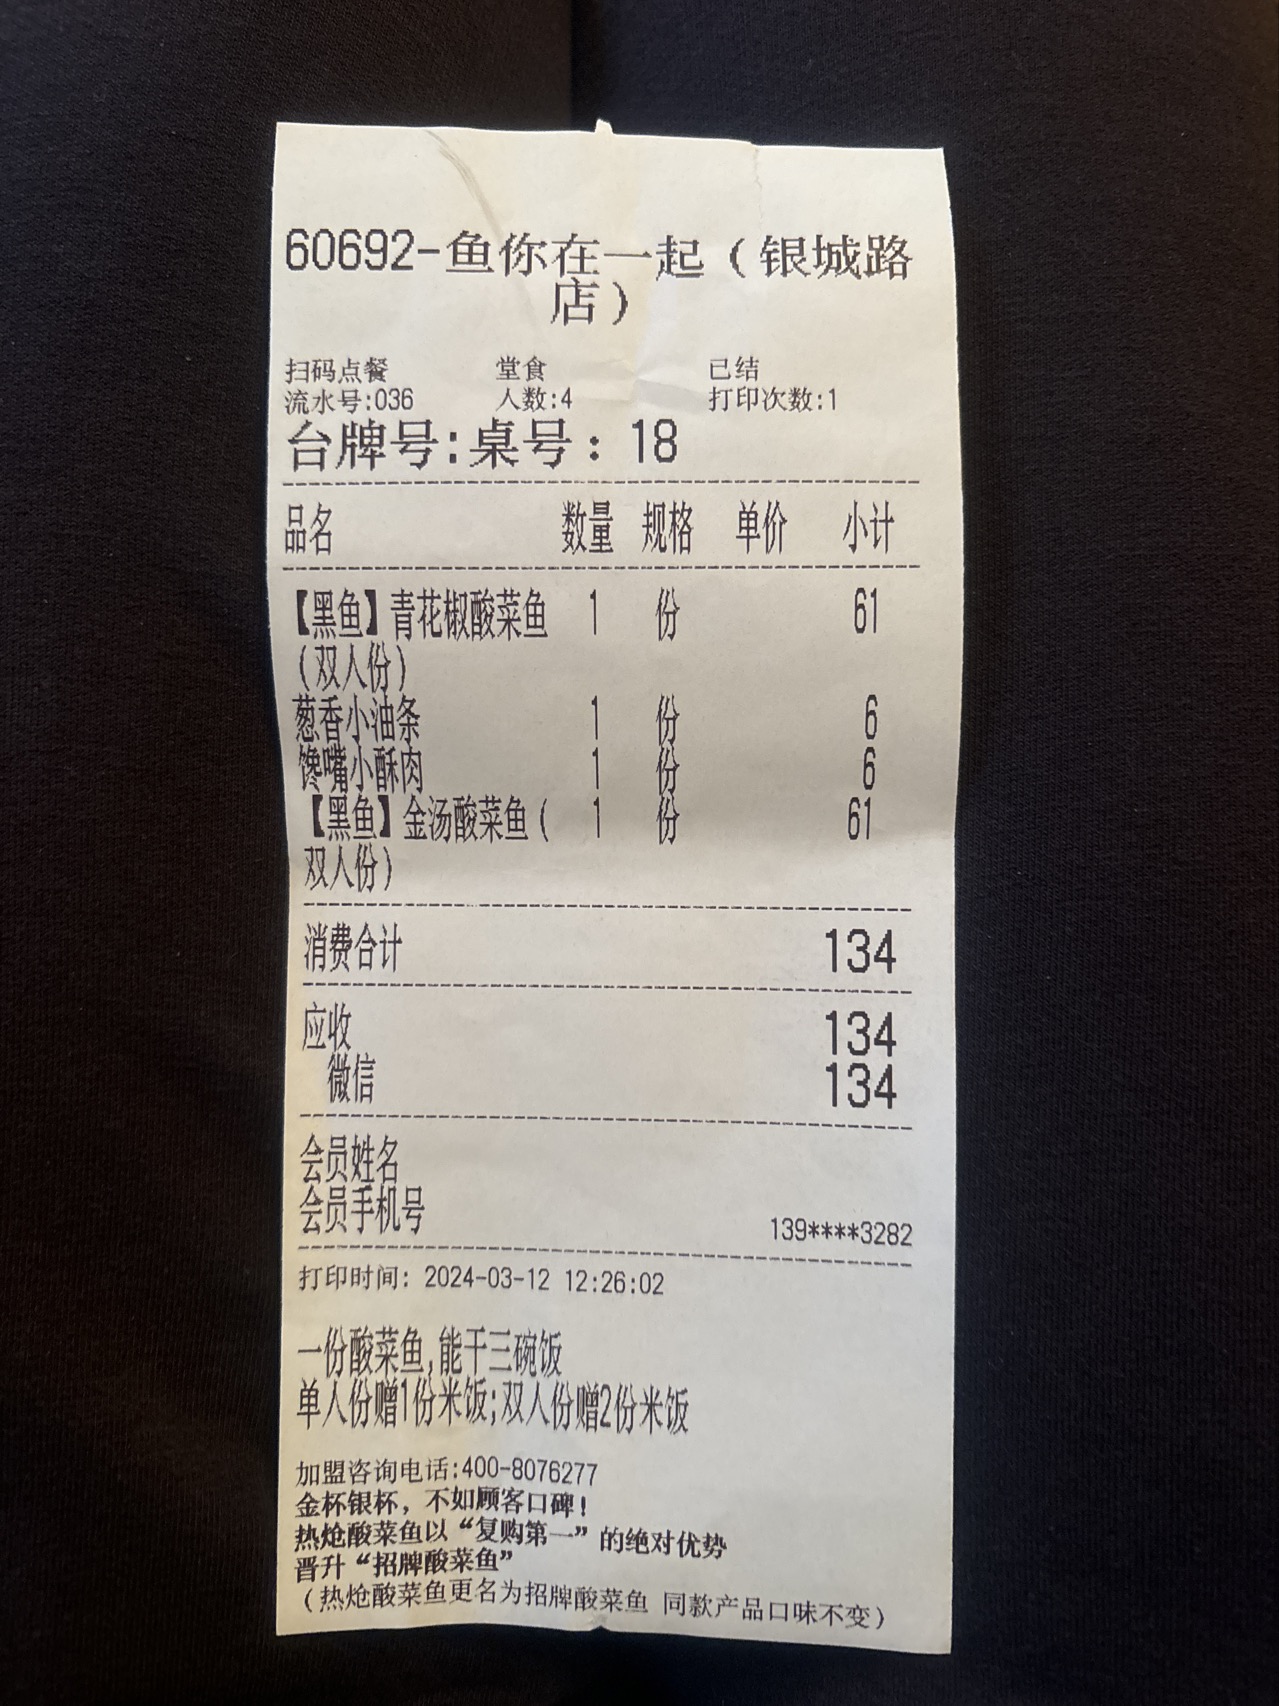 60692-鱼你在一起（银城路
店）
扫码点餐 堂食 已结
流水号:036 人数:4 打印次数:1
台牌号:桌号：18
品名 数量 规格 单价 小计
【黑鱼】青花椒酸菜鱼 1 份 61
(双人份)
葱香小油条 1 份 6
馋嘴小酥肉 1 份 6
【黑鱼】金汤酸菜鱼( 1 份 61
双人份)
消费合计 134
应收 134
微信 134
会员姓名
会员手机号 139****3282
打印时间: 2024-03-12 12:26:02
一份酸菜鱼,能干三碗饭
单人份赠1份米饭;双人份赠2份米饭
加盟咨询电话:400-8076277
金杯银杯，不如顾客口碑！
热炝酸菜鱼以“复购第一”的绝对优势
晋升“招牌酸菜鱼”
（热炝酸菜鱼更名为招牌酸菜鱼 同款产品口味不变）